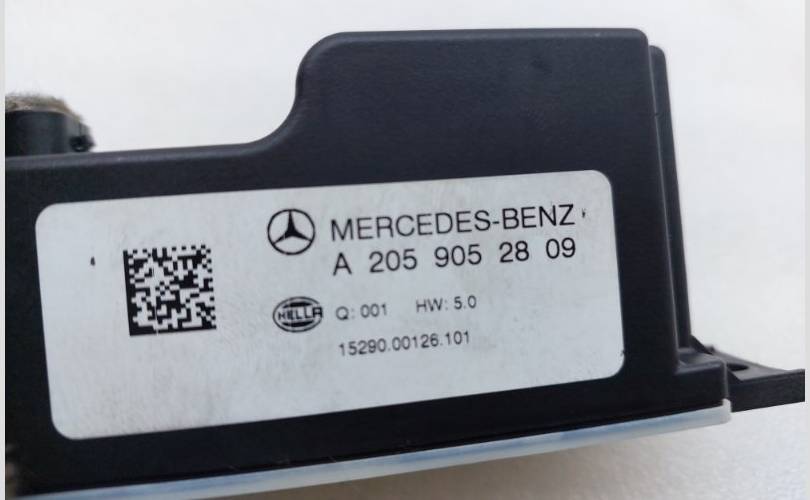 MERCEDES-BENZ
A 205 905 28 09
HELLA Q: 001 HW: 5.0
15290.00126.101